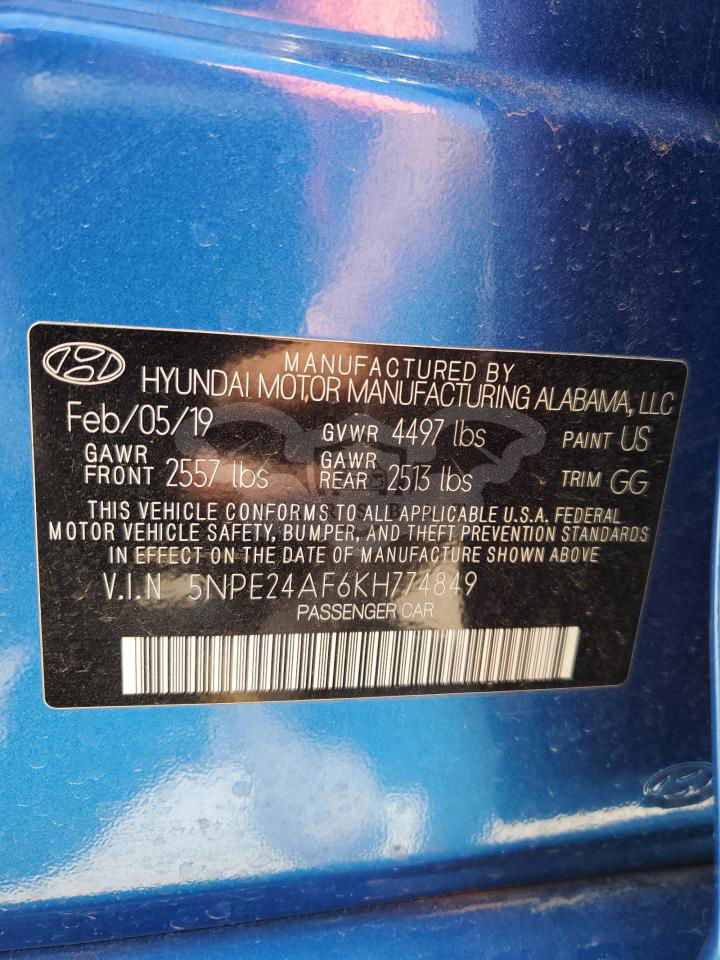 MANUFACTURED BY
HYUNDAI MOTOR MANUFACTURING ALABAMA, LLC
Feb/05/19 GVWR 4497 lbs PAINT US
GAWR FRONT 2557 lbs GAWR REAR 2513 lbs TRIM GG
THIS VEHICLE CONFORMS TO ALL APPLICABLE U.S.A. FEDERAL
MOTOR VEHICLE SAFETY, BUMPER, AND THEFT PREVENTION STANDARDS
IN EFFECT ON THE DATE OF MANUFACTURE SHOWN ABOVE
V.I.N 5NPE24AF6KH774849
PASSENGER CAR